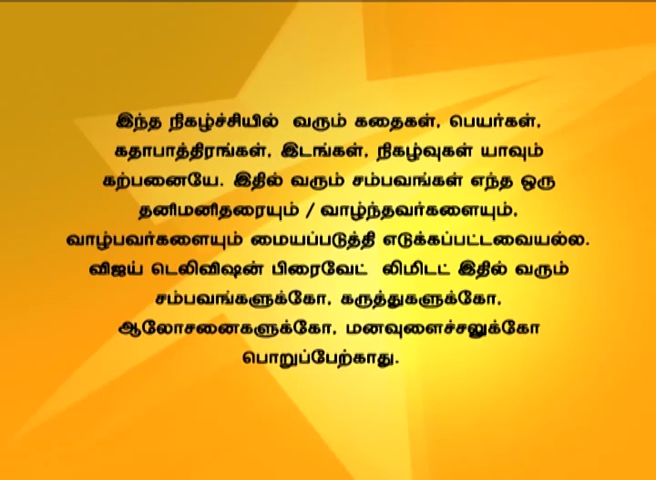 இந்த நிகழ்ச்சியில் வரும் கதைகள், பெயர்கள்,
கதாபாத்திரங்கள், இடங்கள், நிகழ்வுகள் யாவும்
கற்பனையே. இதில் வரும் சம்பவங்கள் எந்த ஒரு
தனிமனிதரையும் / வாழ்ந்தவர்களையும்,
வாழ்பவர்களையும் மையப்படுத்தி எடுக்கப்பட்டவையல்ல.
விஜய் டெலிவிஷன் பிரைவேட் லிமிடட் இதில் வரும்
சம்பவங்களுக்கோ, கருத்துகளுக்கோ,
ஆலோசனைகளுக்கோ, மனவுளைச்சலுக்கோ
பொறுப்பேற்காது.